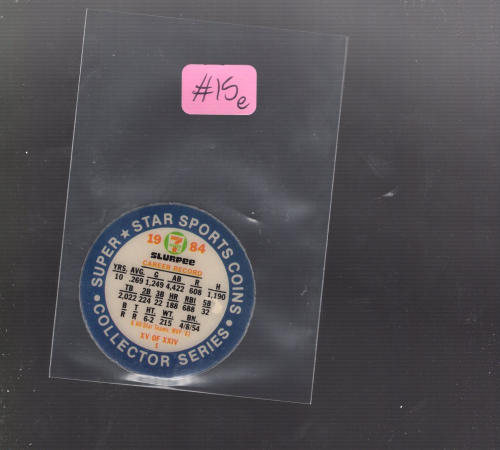 #15e
SUPER ★ STAR SPORTS COINS
1984
7
SLURPEE
CAREER RECORD
YRS. AVG. G AB R H
10 .269 1,249 4,422 608 1,190
TB 2B 3B HR RBI SB
2,022 224 22 188 688 32
B T HT. WT. BN.
R R 6-2 215 4/8/54
XV OF XXIV
E
• COLLECTOR SERIES •